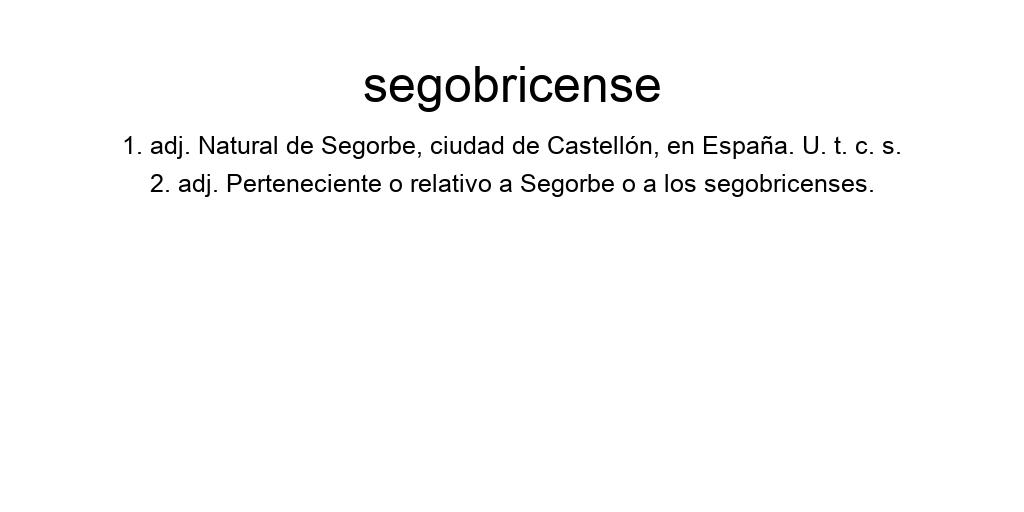 segobricense
1. adj. Natural de Segorbe, ciudad de Castellón, en España. U. t. c. s.
2. adj. Perteneciente o relativo a Segorbe o a los segobricenses.